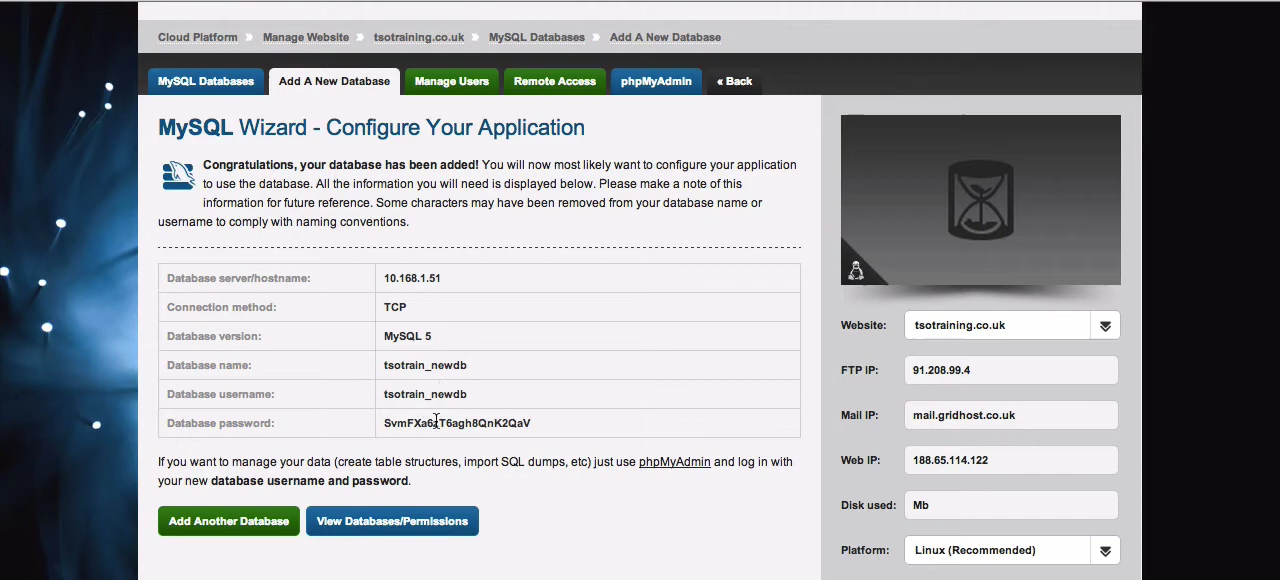 Cloud Platform Manage Website tsotraining.co.uk MySQL Databases Add A New Database
MySQL Databases Add A New Database Manage Users Remote Access phpMyAdmin « Back
MySQL Wizard - Configure Your Application
Congratulations, your database has been added! You will now most likely want to configure your application
to use the database. All the information you will need is displayed below. Please make a note of this
information for future reference. Some characters may have been removed from your database name or
username to comply with naming conventions.
Database server/hostname: 10.168.1.51
Connection method: TCP
Database version: MySQL 5
Database name: tsotrain_newdb
Database username: tsotrain_newdb
Database password:
If you want to manage your data (create table structures, import SQL dumps, etc) just use phpMyAdmin and log in with
your new database username and password.
Add Another Database View Databases/Permissions
Website: tsotraining.co.uk
FTP IP: 91.208.99.4
Mail IP: mail.gridhost.co.uk
Web IP: 188.65.114.122
Disk used: Mb
Platform: Linux (Recommended)